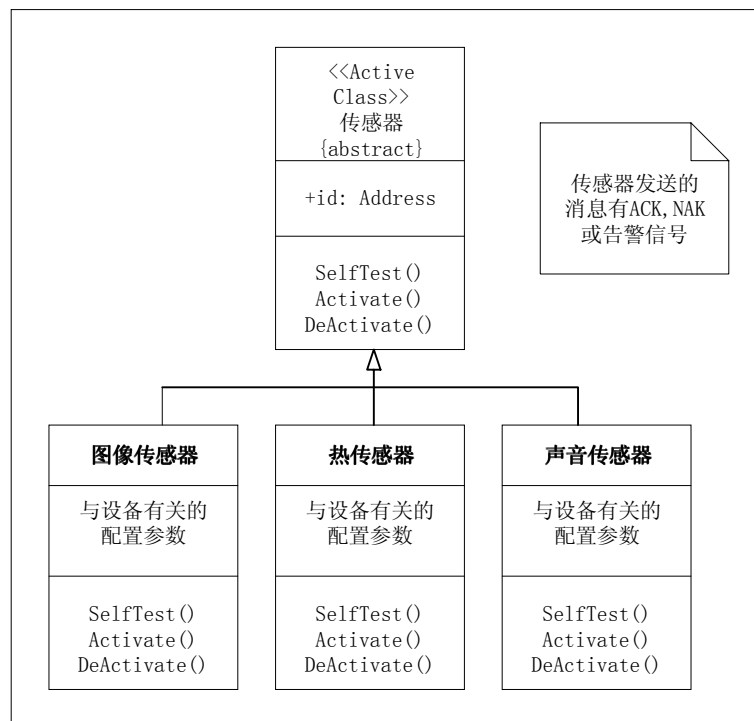 <<Active
Class>>
传感器
{abstract}
+id: Address
SelfTest()
Activate()
DeActivate()
传感器发送的
消息有ACK,NAK
或告警信号
图像传感器
与设备有关的
配置参数
SelfTest()
Activate()
DeActivate()
热传感器
与设备有关的
配置参数
SelfTest()
Activate()
DeActivate()
声音传感器
与设备有关的
配置参数
SelfTest()
Activate()
DeActivate()